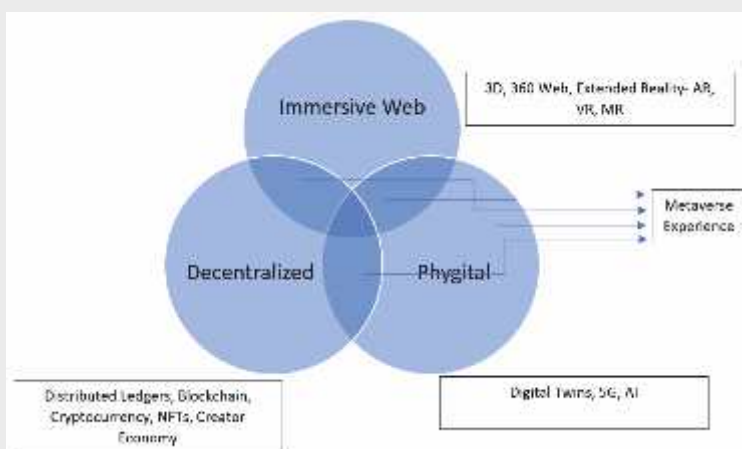 Immersive Web
3D, 360 Web, Extended Reality- AR,
VR, MR
Metaverse
Experience
Decentralized
Phygital
Distributed Ledgers, Blockchain,
Cryptocurrency, NFTs, Creator
Economy
Digital Twins, 5G, AI